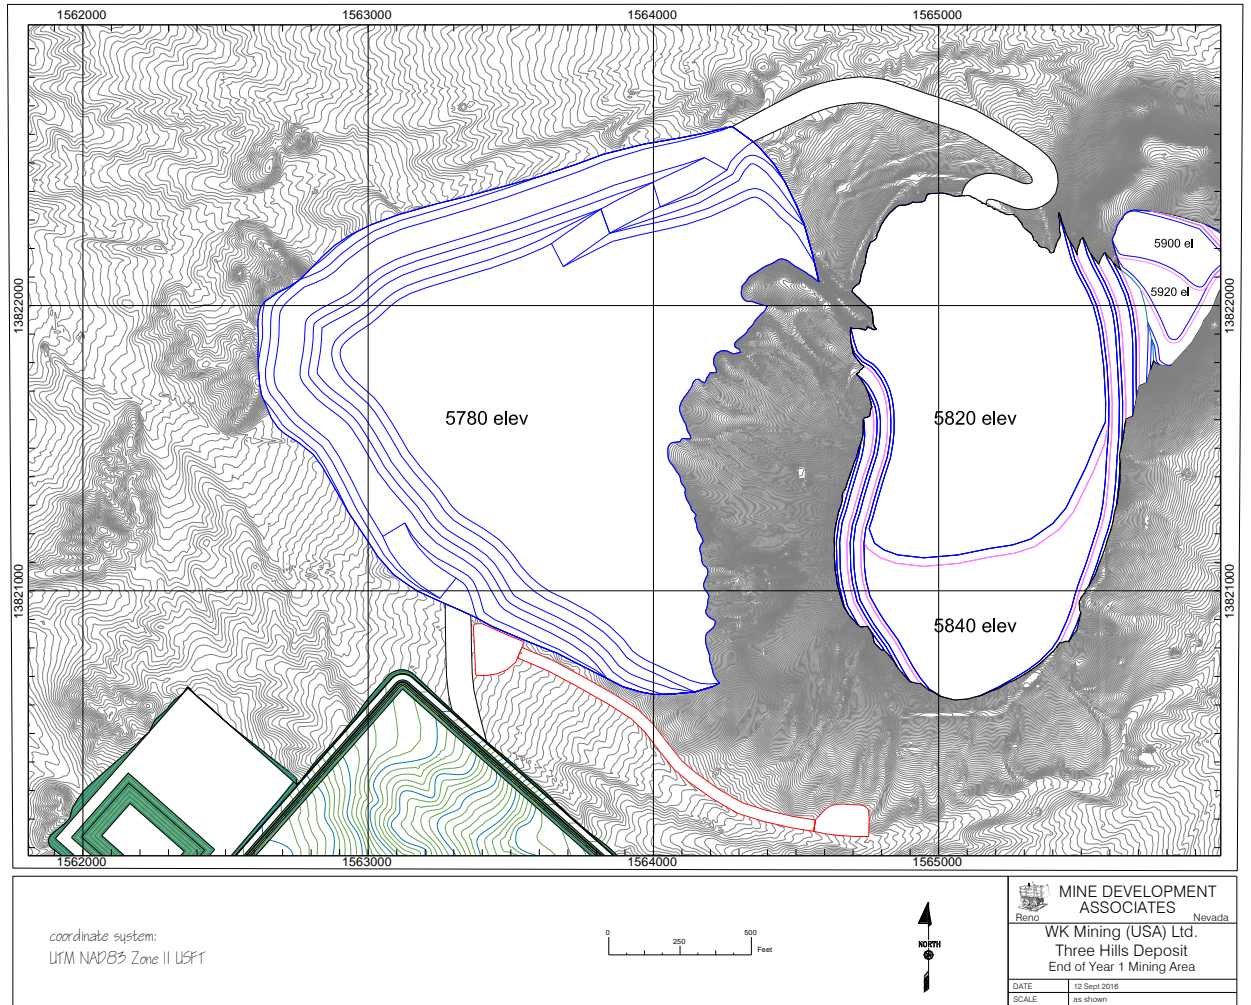 1562000 1563000 1564000 1565000
5900 el
5920 el
13822000 13822000
5780 elev
5820 elev
13821000 13821000
5840 elev
1562000 1563000 1564000 1565000
coordinate system:
UTM NAD83 Zone 11 USFT
0 250 500
Feet
NORTH
MINE DEVELOPMENT
ASSOCIATES
Reno Nevada
WK Mining (USA) Ltd.
Three Hills Deposit
End of Year 1 Mining Area
DATE 12 Sept 2016
SCALE as shown